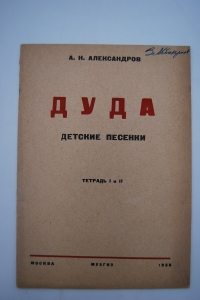 А. Н. АЛЕКСАНДРОВ
ДУДА
ДЕТСКИЕ ПЕСЕНКИ
ТЕТРАДЬ I и II
МОСКВА МУЗГИЗ